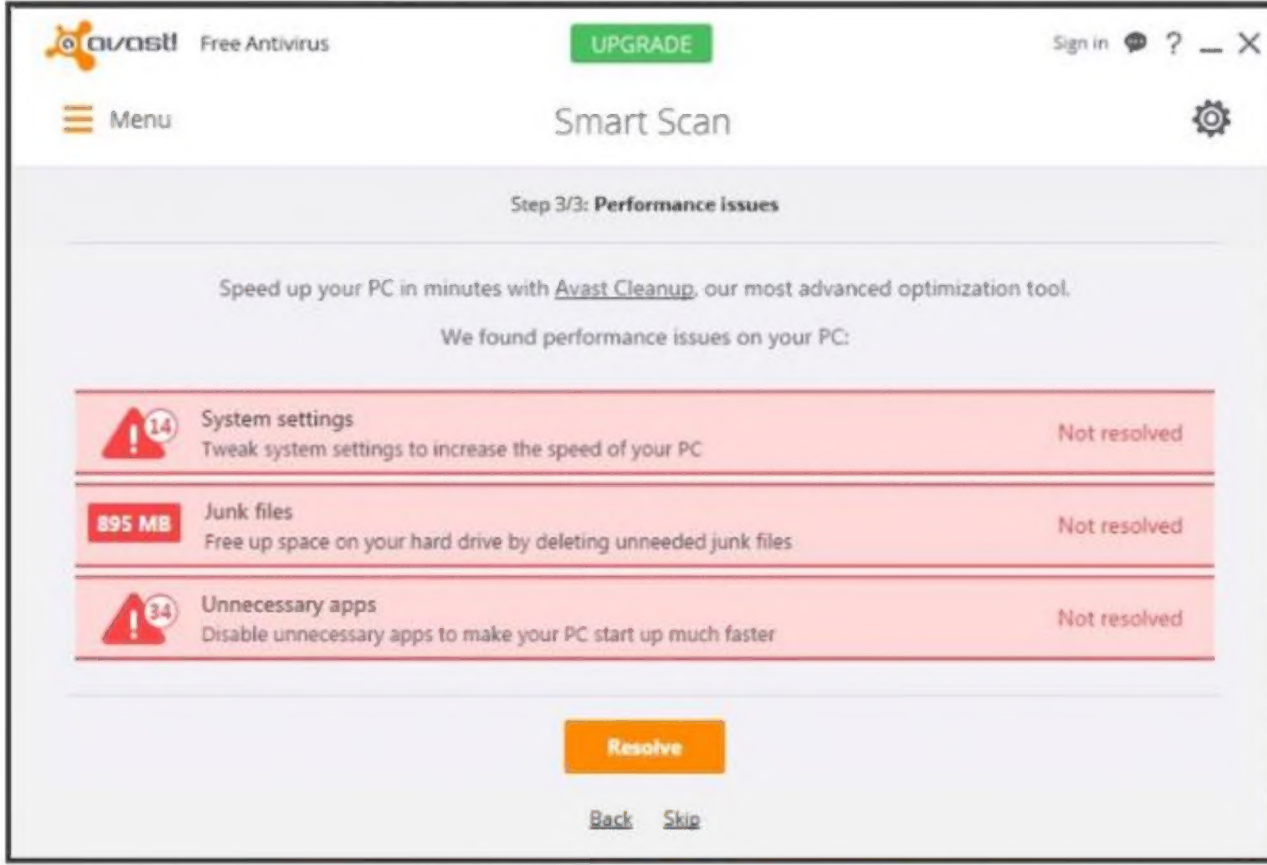 avast! Free Antivirus UPGRADE Sign in ?
Menu Smart Scan
Step 3/3: Performance issues
Speed up your PC in minutes with Avast Cleanup, our most advanced optimization tool.
We found performance issues on your PC:
14 System settings
Tweak system settings to increase the speed of your PC
Not resolved
895 MB Junk files
Free up space on your hard drive by deleting unneeded junk files
Not resolved
34 Unnecessary apps
Disable unnecessary apps to make your PC start up much faster
Not resolved
Resolve
Back Skip